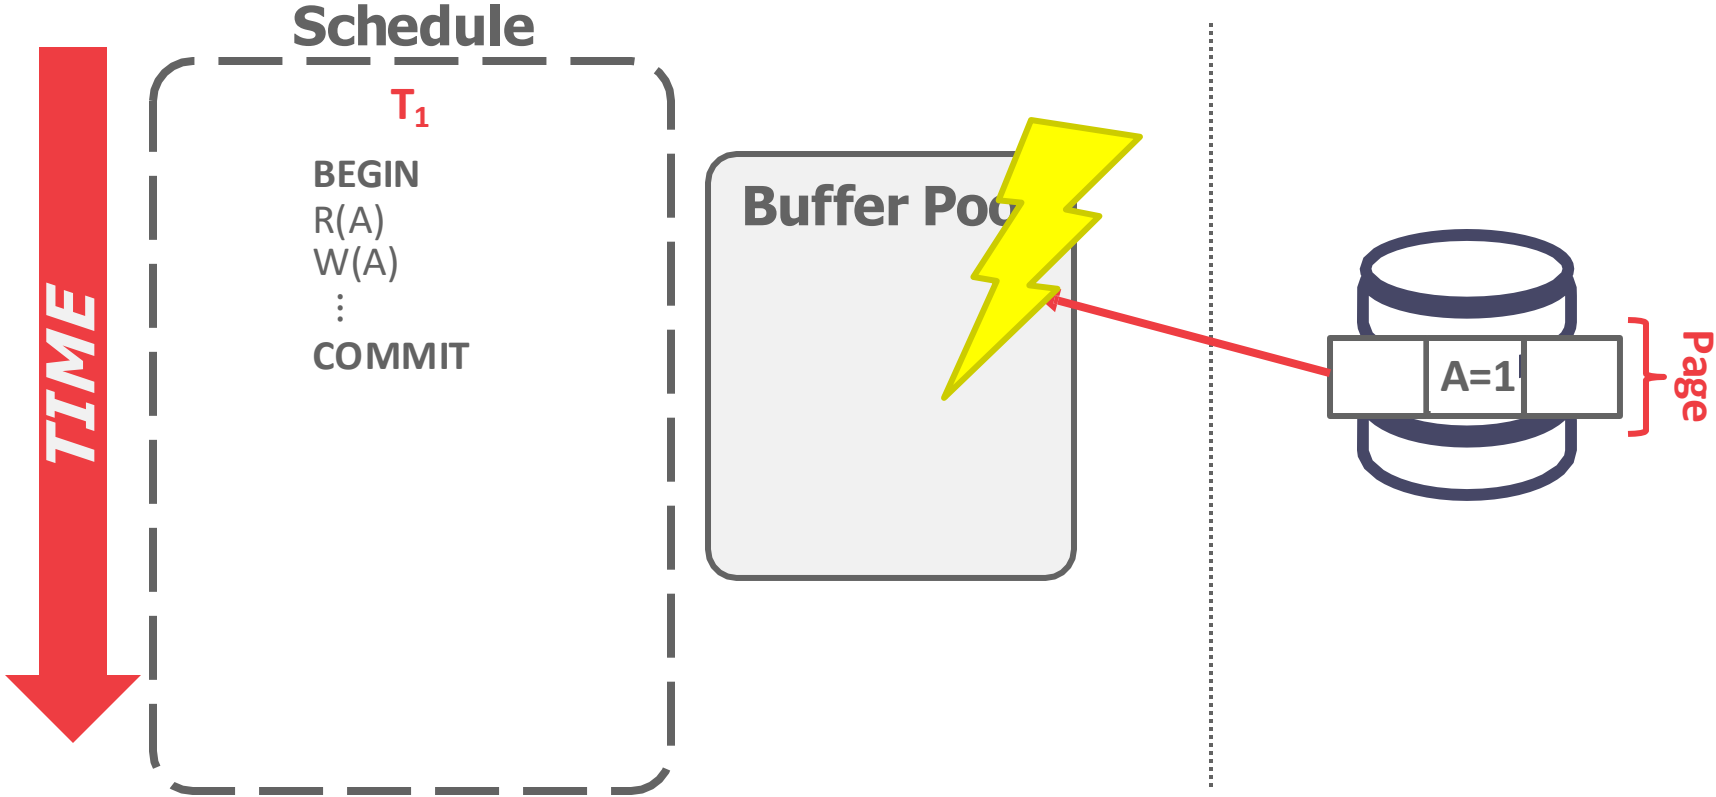 Schedule
TIME
T₁
BEGIN
R(A)
W(A)
⋮
COMMIT
Buffer Poo
A=1
Page